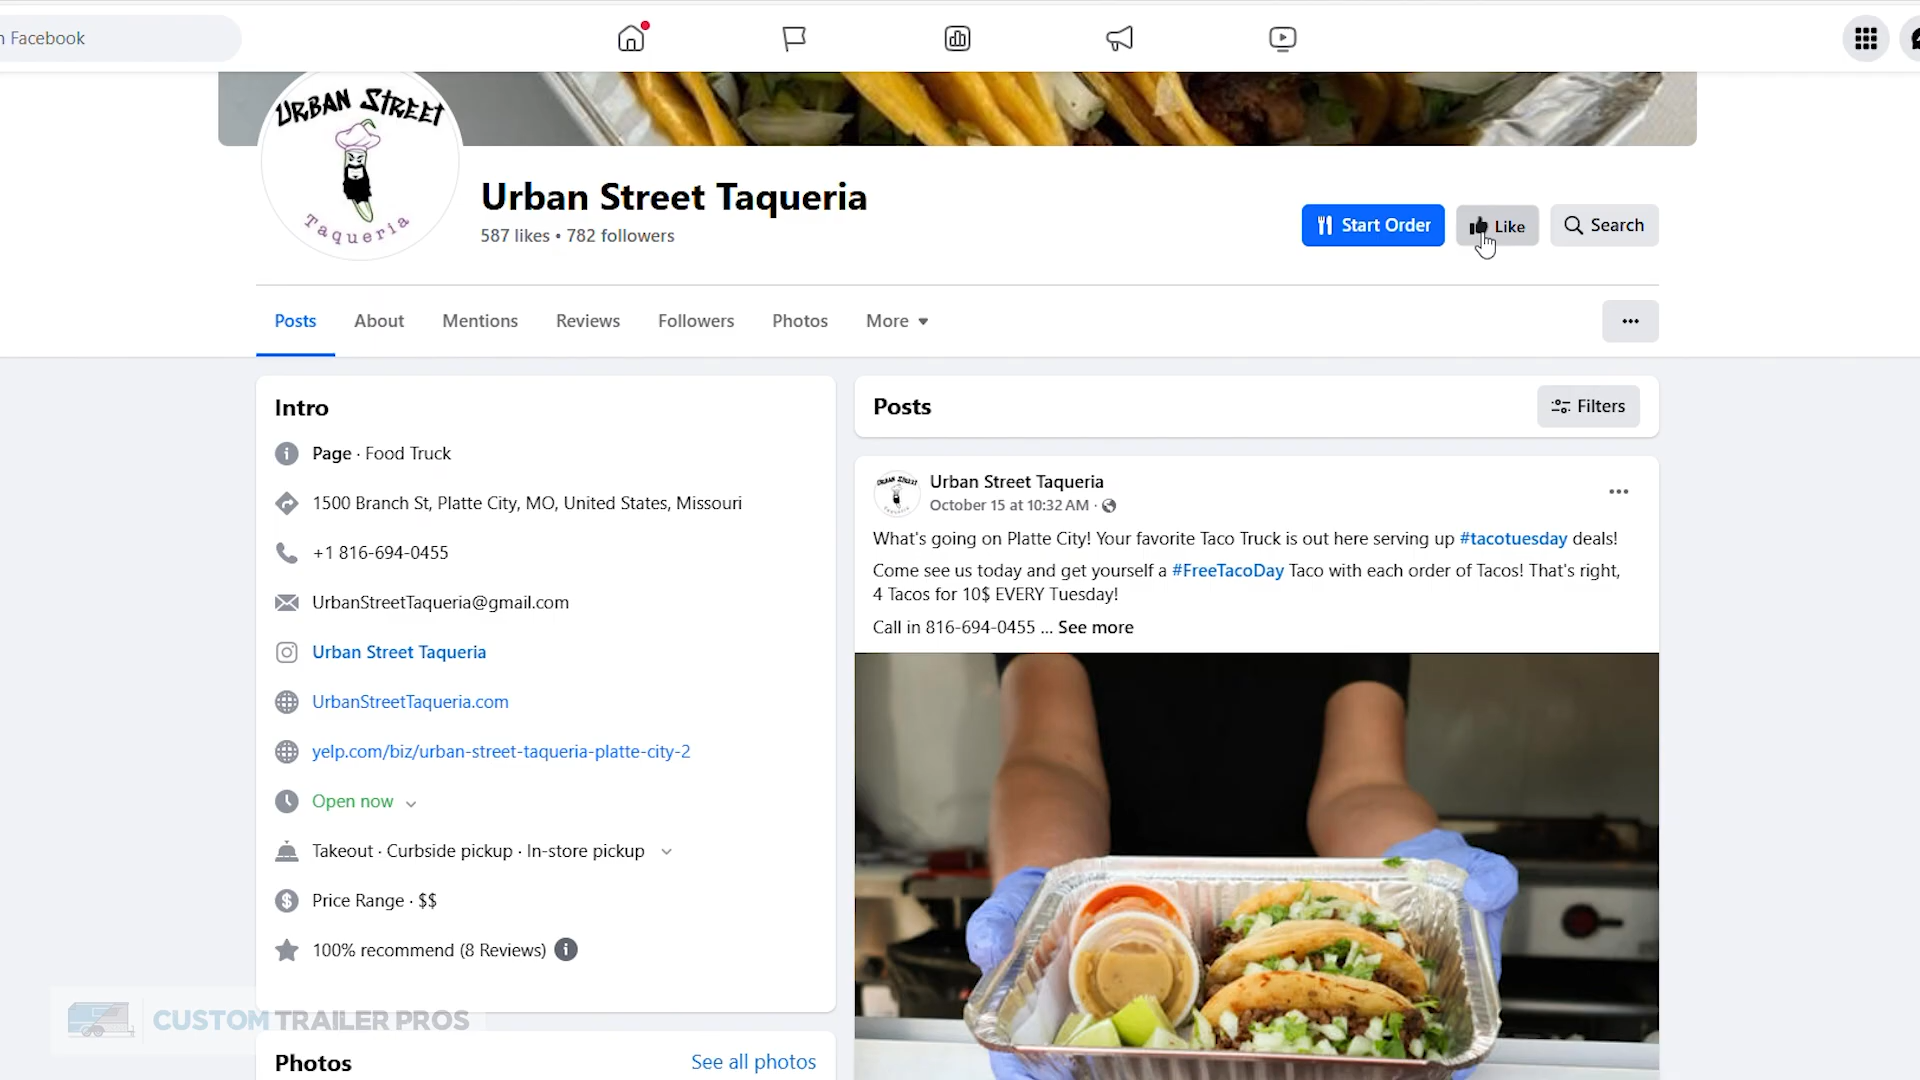 n Facebook
URBAN STREET
Taqueria
Urban Street Taqueria
587 likes • 782 followers
Start Order
Like
Search
Posts
About
Mentions
Reviews
Followers
Photos
More
Intro
Page · Food Truck
1500 Branch St, Platte City, MO, United States, Missouri
+1 816-694-0455
UrbanStreetTaqueria@gmail.com
Urban Street Taqueria
UrbanStreetTaqueria.com
yelp.com/biz/urban-street-taqueria-platte-city-2
Open now
Takeout · Curbside pickup · In-store pickup
Price Range · $$
100% recommend (8 Reviews)
CUSTOM TRAILER PROS
Photos
See all photos
Posts
Filters
URBAN STREET
Urban Street Taqueria
October 15 at 10:32 AM ·
What's going on Platte City! Your favorite Taco Truck is out here serving up #tacotuesday deals!
Come see us today and get yourself a #FreeTacoDay Taco with each order of Tacos! That's right,
4 Tacos for 10$ EVERY Tuesday!
Call in 816-694-0455 ... See more